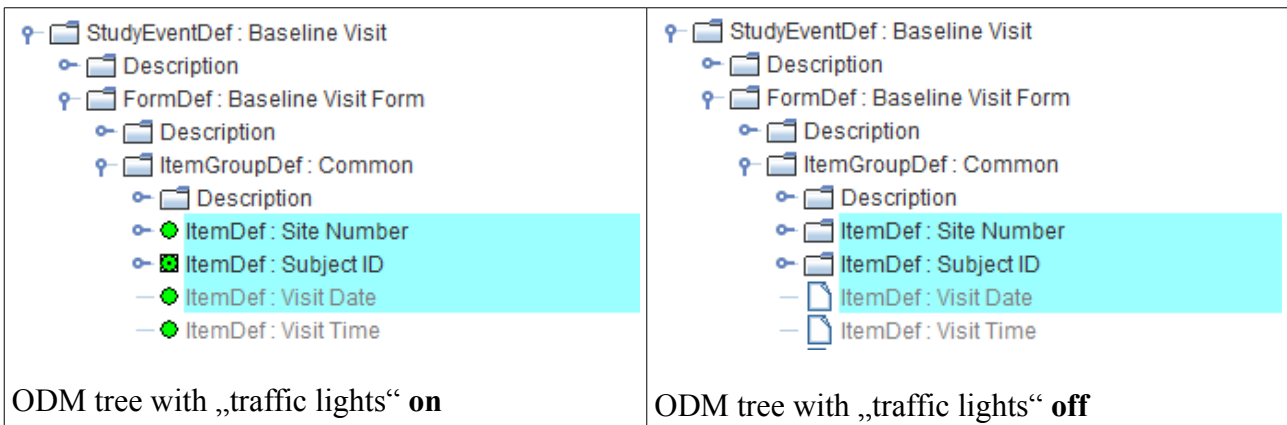 StudyEventDef : Baseline Visit
Description
FormDef : Baseline Visit Form
Description
ItemGroupDef : Common
Description
ItemDef : Site Number
ItemDef : Subject ID
ItemDef : Visit Date
ItemDef : Visit Time
ODM tree with „traffic lights“ on
StudyEventDef : Baseline Visit
Description
FormDef : Baseline Visit Form
Description
ItemGroupDef : Common
Description
ItemDef : Site Number
ItemDef : Subject ID
ItemDef : Visit Date
ItemDef : Visit Time
ODM tree with „traffic lights“ off